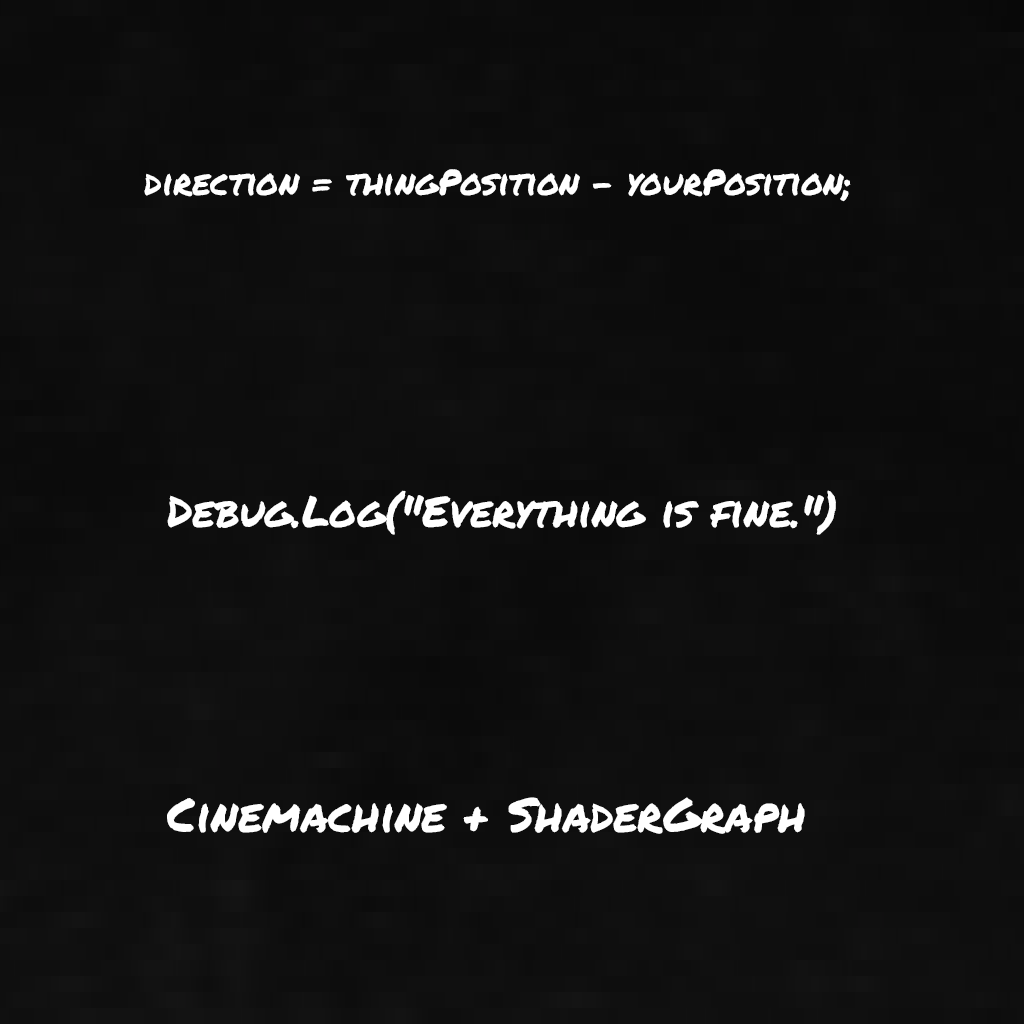 direction = thingPosition - yourPosition;
Debug.Log("Everything is fine.")
Cinemachine + ShaderGraph